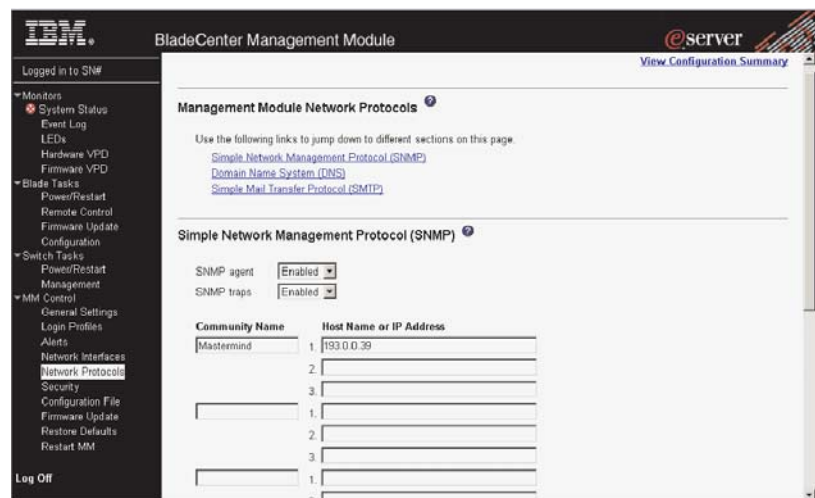 IBM.
BladeCenter Management Module
eserver
Logged in to SN#
View Configuration Summary
Monitors
System Status
Event Log
LEDs
Hardware VPD
Firmware VPD
Blade Tasks
Power/Restart
Remote Control
Firmware Update
Configuration
Switch Tasks
Power/Restart
Management
MM Control
General Settings
Login Profiles
Alerts
Network Interfaces
Network Protocols
Security
Configuration File
Firmware Update
Restore Defaults
Restart MM
Log Off
Management Module Network Protocols ?
Use the following links to jump down to different sections on this page.
Simple Network Management Protocol (SNMP)
Domain Name System (DNS)
Simple Mail Transfer Protocol (SMTP)
Simple Network Management Protocol (SNMP) ?
SNMP agent Enabled
SNMP traps Enabled
Community Name Host Name or IP Address
Mastermind 1. 193.0.0.39
2.
3.
1.
2.
3.
1.